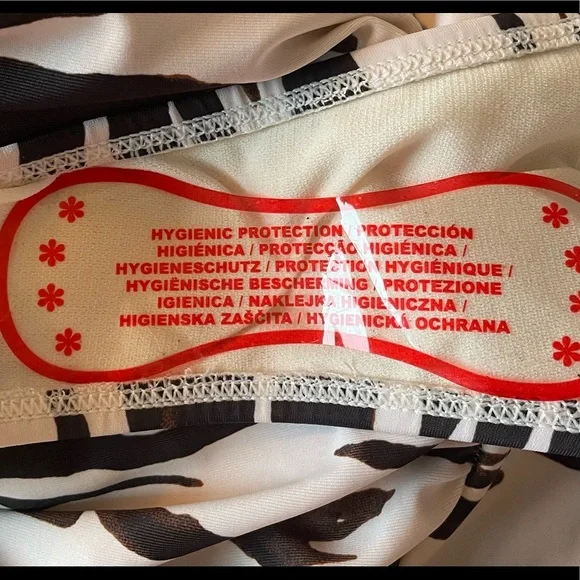 HYGIENIC PROTECTION / PROTECCIÓN
HIGIÉNICA / PROTECÇÃO HIGIÉNICA /
HYGIENESCHUTZ / PROTECTION HYGIÉNIQUE /
HYGIËNISCHE BESCHERMING / PROTEZIONE
IGIENICA / NAKLEJKA HIGIENICZNA /
HIGIENSKA ZAŠČITA / HYGIENICKÁ OCHRANA